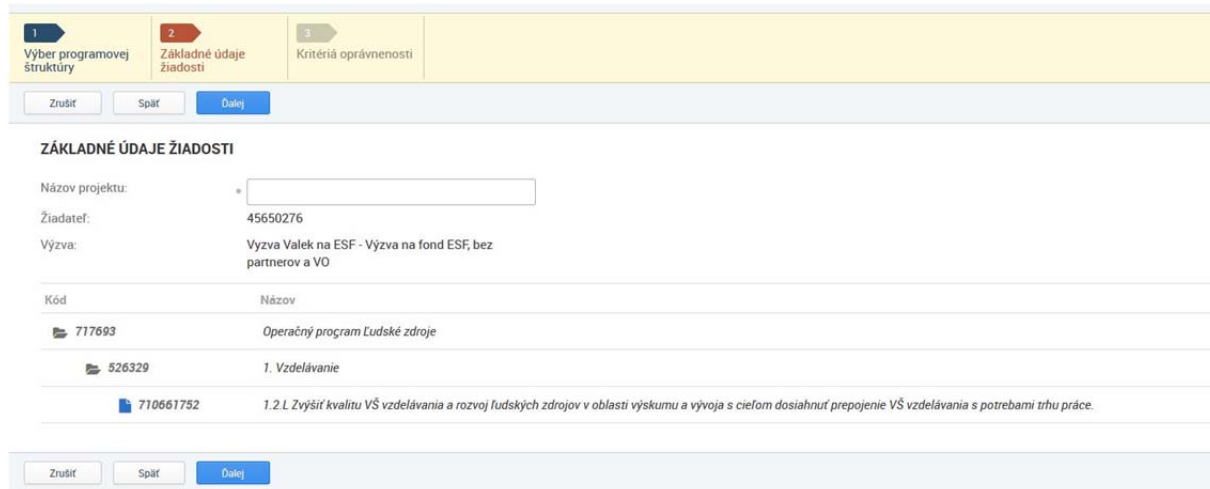 1 2 3
Výber programovej Základné údaje Kritériá oprávnenosti
štruktúry žiadosti
Zrušiť Späť Ďalej
ZÁKLADNÉ ÚDAJE ŽIADOSTI
Názov projektu:
Žiadateľ: 45650276
Výzva: Vyzva Valek na ESF - Výzva na fond ESF, bez
partnerov a VO
Kód Názov
717693 Operačný program Ľudské zdroje
526329 1. Vzdelávanie
710661752 1.2.1. Zvýšiť kvalitu VŠ vzdelávania a rozvoj ľudských zdrojov v oblasti výskumu a vývoja s cieľom dosiahnuť prepojenie VŠ vzdelávania s potrebami trhu práce.
Zrušiť Späť Ďalej